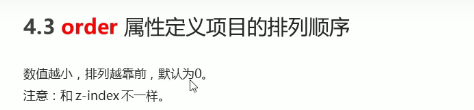 4.3 order 属性定义项目的排列顺序
数值越小，排列越靠前，默认为0。
注意：和 z-index 不一样。